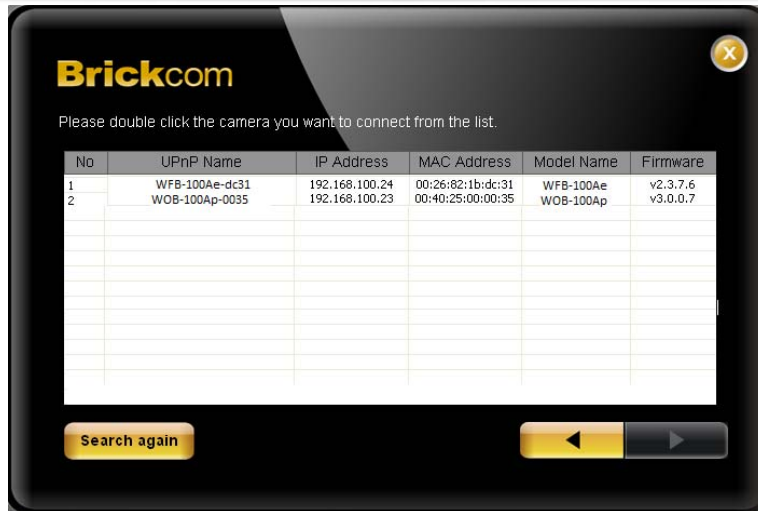 X
Brickcom
Please double click the camera you want to connect from the list.
No UPnP Name IP Address MAC Address Model Name Firmware
1 WFB-100Ae-dc31 192.168.100.24 00:26:82:1b:dc:31 WFB-100Ae v2.3.7.6
2 WOB-100Ap-0035 192.168.100.23 00:40:25:00:00:35 WOB-100Ap v3.0.0.7
Search again